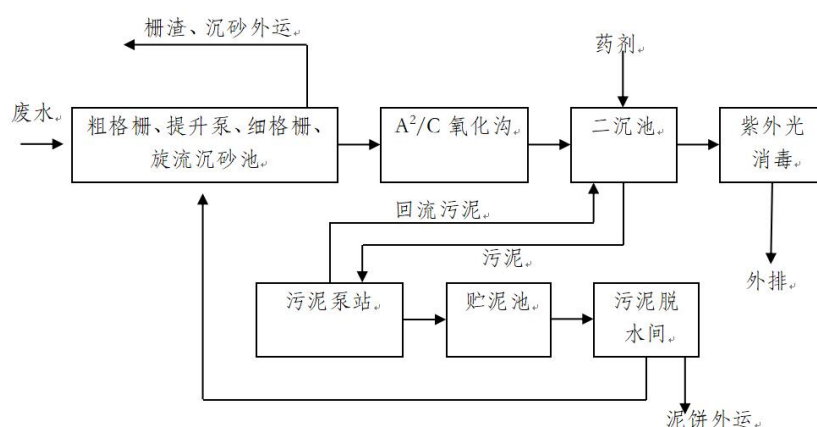 栅渣、沉砂外运
药剂
废水
粗格栅、提升泵、细格栅、
旋流沉砂池
A²/C 氧化沟
二沉池
紫外光
消毒
回流污泥
污泥
外排
污泥泵站
贮泥池
污泥脱
水间
泥饼外运